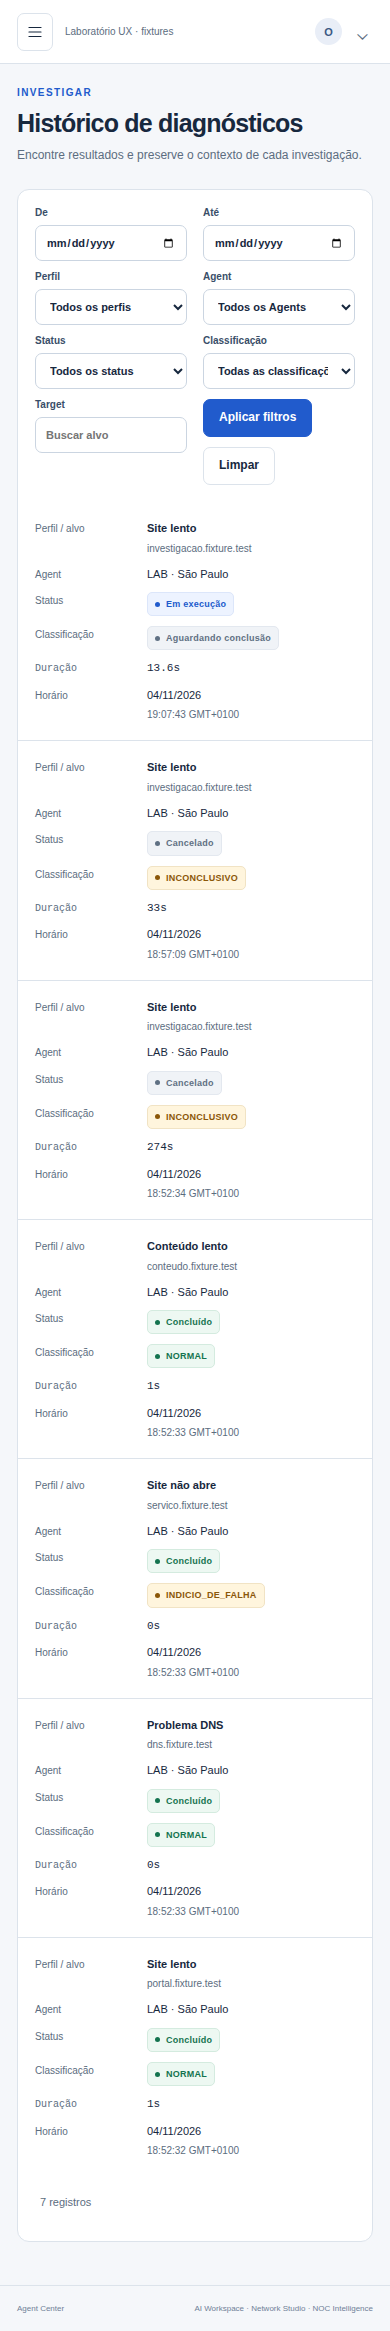 Laboratório UX · fixtures
O
INVESTIGAR
Histórico de diagnósticos
Encontre resultados e preserve o contexto de cada investigação.
De
Até
mm/dd/yyyy
mm/dd/yyyy
Perfil
Agent
Todos os perfis
Todos os Agents
Status
Classificação
Todos os status
Todas as classificaçõ
Target
Buscar alvo
Aplicar filtros
Limpar
Perfil / alvo
Site lento
investigacao.fixture.test
Agent
LAB · São Paulo
Status
Em execução
Classificação
Aguardando conclusão
Duração
13.6s
Horário
04/11/2026
19:07:43 GMT+0100
Perfil / alvo
Site lento
investigacao.fixture.test
Agent
LAB · São Paulo
Status
Cancelado
Classificação
INCONCLUSIVO
Duração
33s
Horário
04/11/2026
18:57:09 GMT+0100
Perfil / alvo
Site lento
investigacao.fixture.test
Agent
LAB · São Paulo
Status
Cancelado
Classificação
INCONCLUSIVO
Duração
274s
Horário
04/11/2026
18:52:34 GMT+0100
Perfil / alvo
Conteúdo lento
conteudo.fixture.test
Agent
LAB · São Paulo
Status
Concluído
Classificação
NORMAL
Duração
1s
Horário
04/11/2026
18:52:33 GMT+0100
Perfil / alvo
Site não abre
servico.fixture.test
Agent
LAB · São Paulo
Status
Concluído
Classificação
INDICIO_DE_FALHA
Duração
0s
Horário
04/11/2026
18:52:33 GMT+0100
Perfil / alvo
Problema DNS
dns.fixture.test
Agent
LAB · São Paulo
Status
Concluído
Classificação
NORMAL
Duração
0s
Horário
04/11/2026
18:52:33 GMT+0100
Perfil / alvo
Site lento
portal.fixture.test
Agent
LAB · São Paulo
Status
Concluído
Classificação
NORMAL
Duração
1s
Horário
04/11/2026
18:52:32 GMT+0100
7 registros
Agent Center
AI Workspace · Network Studio · NOC Intelligence